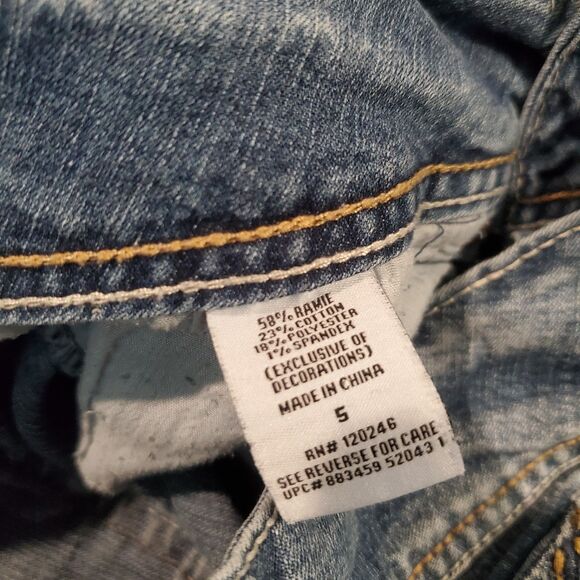 58% RAMIE
23% COTTON
18% POLYESTER
1% SPANDEX
(EXCLUSIVE OF
DECORATIONS)
MADE IN CHINA
5
RN# 120246
SEE REVERSE FOR CARE
UPC# 883459 52043 1